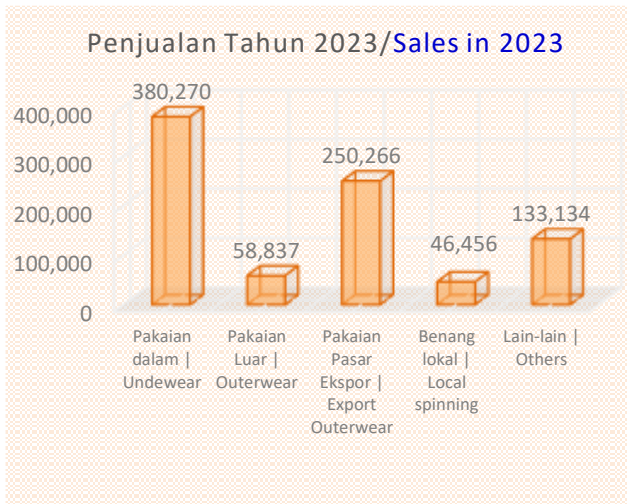 Penjualan Tahun 2023/Sales in 2023
380,270
400,000
300,000
250,266
200,000
133,134
100,000
58,837
46,456
0
Pakaian
dalam |
Undewear
Pakaian
Luar |
Outerwear
Pakaian
Pasar
Ekspor |
Export
Outerwear
Benang
lokal |
Local
spinning
Lain-lain |
Others